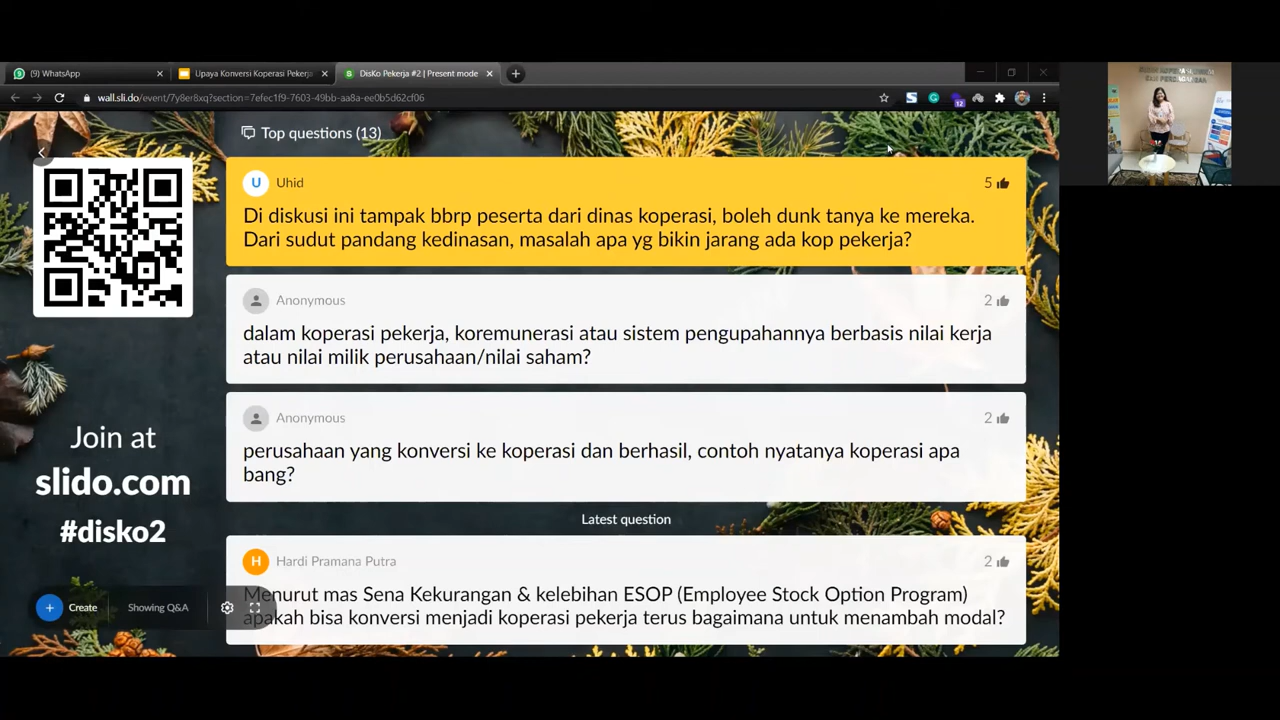 (9) WhatsApp
Upaya Konversi Koperasi Pekerja
DisKo Pekerja #2 | Present mode
wall.sli.do/event/7y8er8xq?section=7efec1f9-7603-49bb-aa8a-ee0b5d62cf06
12
Top questions (13)
U Uhid 5
Di diskusi ini tampak bbrp peserta dari dinas koperasi, boleh dunk tanya ke mereka.
Dari sudut pandang kedinasan, masalah apa yg bikin jarang ada kop pekerja?
Anonymous 2
dalam koperasi pekerja, koremunerasi atau sistem pengupahannya berbasis nilai kerja
atau nilai milik perusahaan/nilai saham?
Anonymous 2
perusahaan yang konversi ke koperasi dan berhasil, contoh nyatanya koperasi apa
bang?
Join at
slido.com
#disko2
Latest question
H Hardi Pramana Putra 2
Menurut mas Sena Kekurangan & kelebihan ESOP (Employee Stock Option Program)
apakah bisa konversi menjadi koperasi pekerja terus bagaimana untuk menambah modal?
Create
Showing Q&A